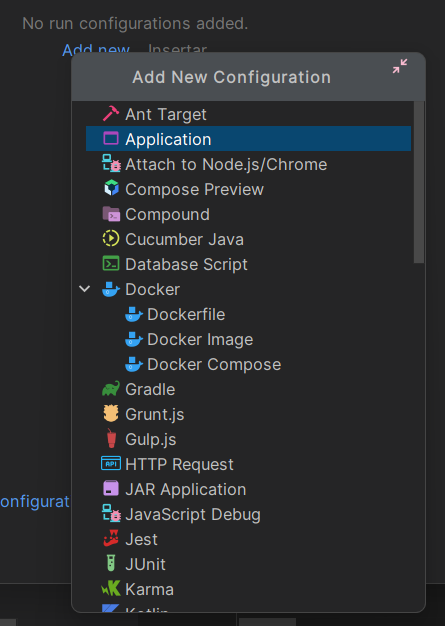 No run configurations added.
Add new... Insertar
Add New Configuration
Ant Target
Application
Attach to Node.js/Chrome
Compose Preview
Compound
Cucumber Java
Database Script
Docker
Dockerfile
Docker Image
Docker Compose
Gradle
Grunt.js
Gulp.js
HTTP Request
API
JAR Application
onfigurat
JavaScript Debug
Jest
JUnit
Karma
Kotlin